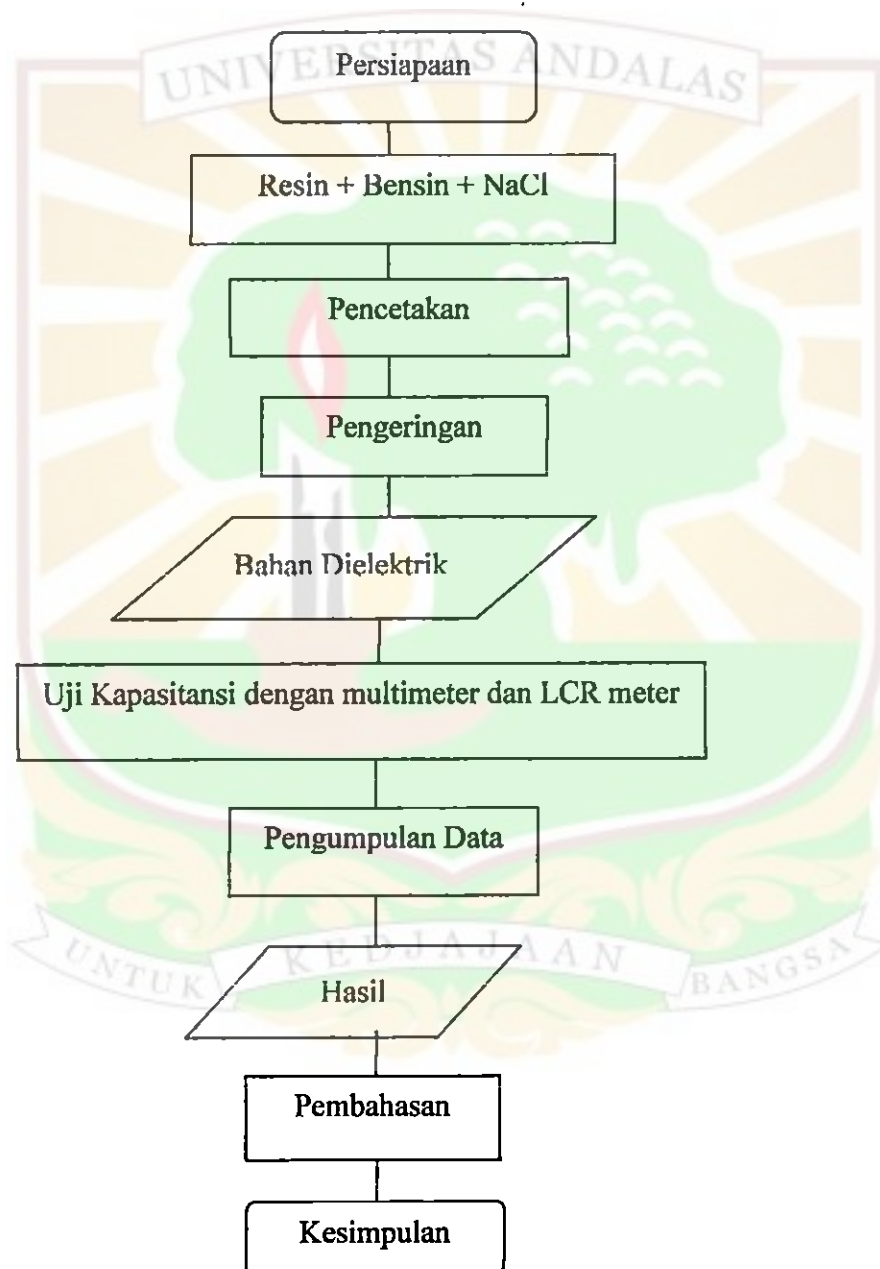 UNIVERSITAS ANDALAS
Persiapaan
Resin + Bensin + NaCl
Pencetakan
Pengeringan
Bahan Dielektrik
Uji Kapasitansi dengan multimeter dan LCR meter
Pengumpulan Data
UNTUK KEDJAJAAN BANGSA
Hasil
Pembahasan
Kesimpulan